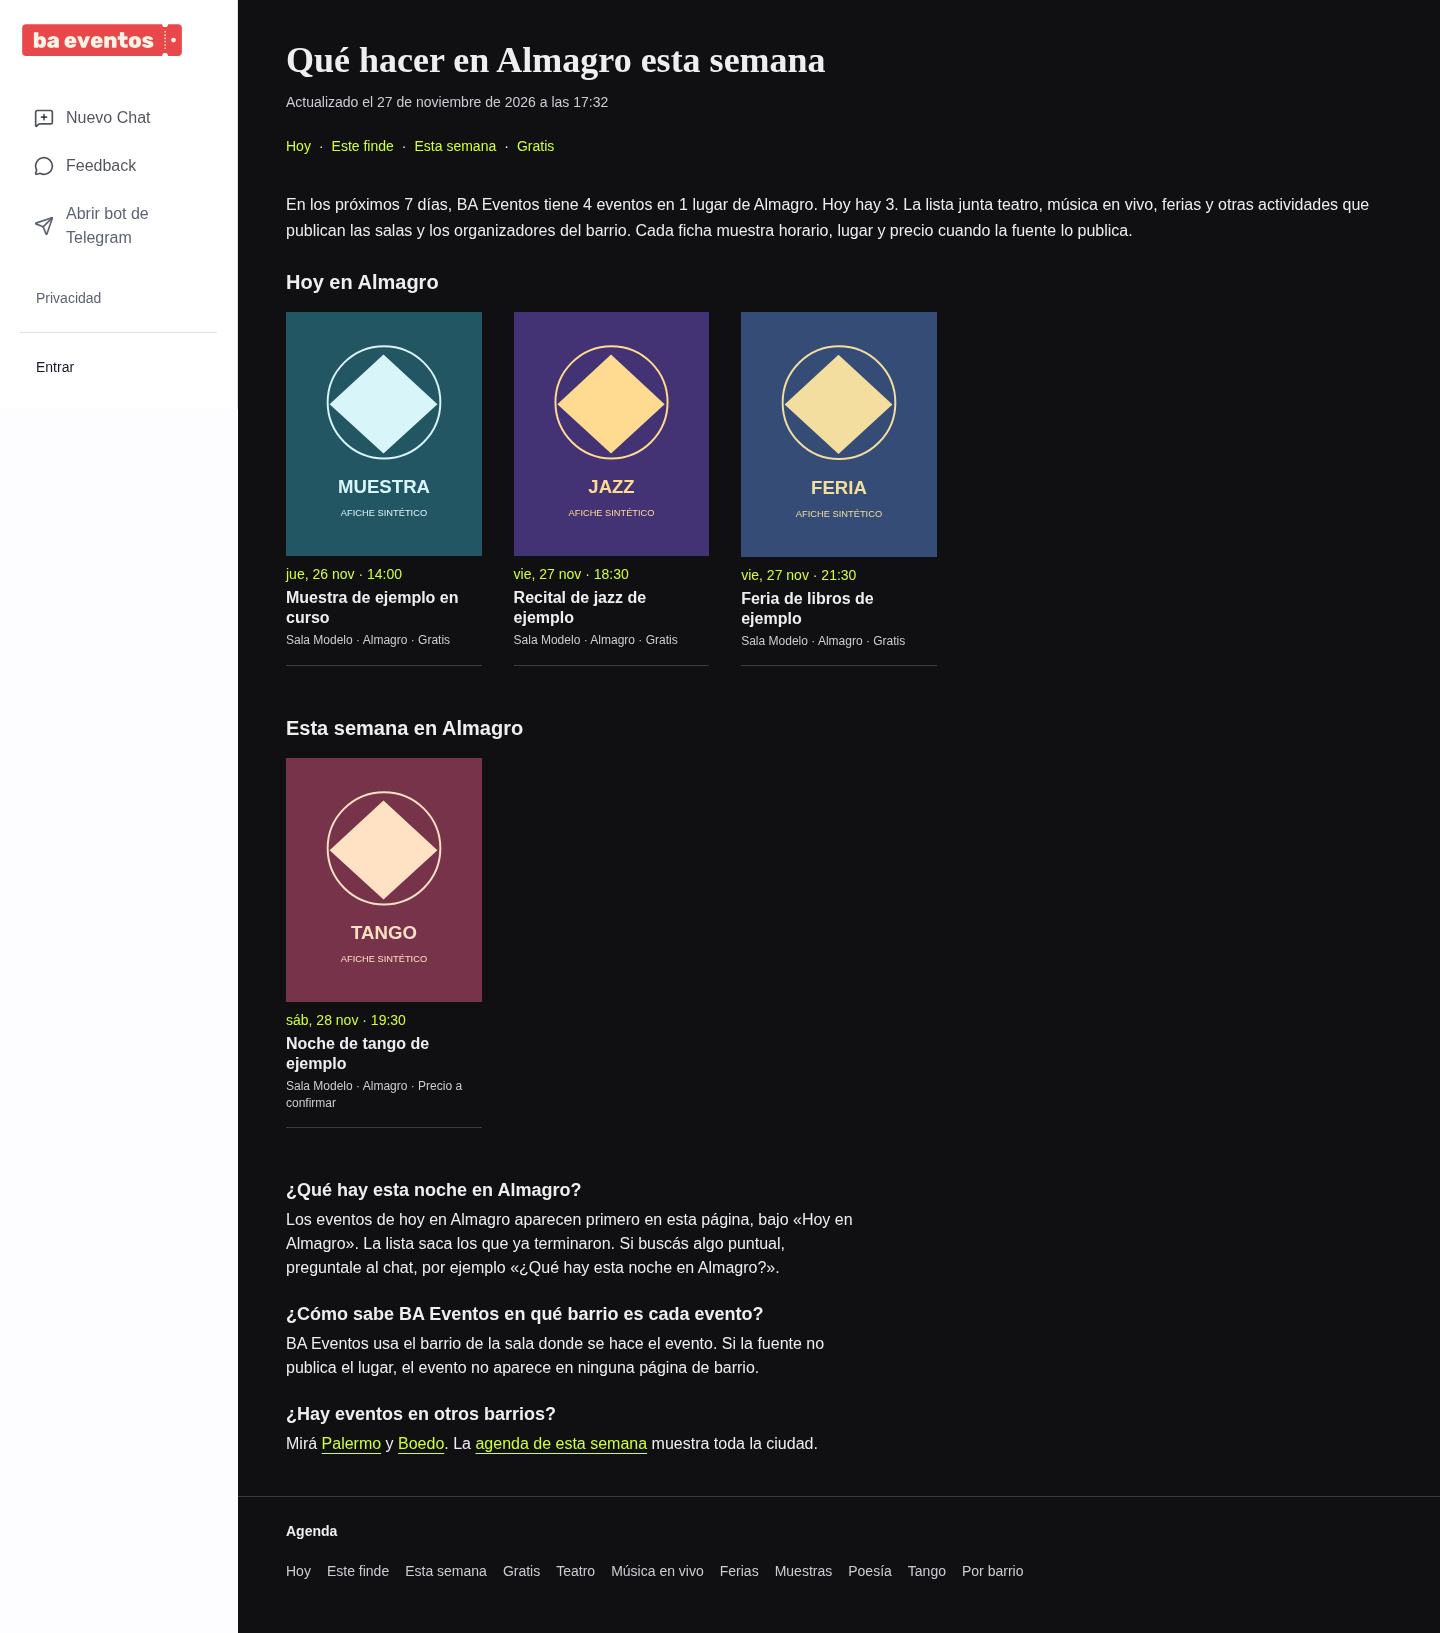 ba eventos
Nuevo Chat
Feedback
Abrir bot de
Telegram
Privacidad
Entrar
Qué hacer en Almagro esta semana
Actualizado el 27 de noviembre de 2026 a las 17:32
Hoy · Este finde · Esta semana · Gratis
En los próximos 7 días, BA Eventos tiene 4 eventos en 1 lugar de Almagro. Hoy hay 3. La lista junta teatro, música en vivo, ferias y otras actividades que
publican las salas y los organizadores del barrio. Cada ficha muestra horario, lugar y precio cuando la fuente lo publica.
Hoy en Almagro
MUESTRA
AFICHE SINTÉTICO
jue, 26 nov · 14:00
Muestra de ejemplo en
curso
Sala Modelo · Almagro · Gratis
JAZZ
AFICHE SINTÉTICO
vie, 27 nov · 18:30
Recital de jazz de
ejemplo
Sala Modelo · Almagro · Gratis
FERIA
AFICHE SINTÉTICO
vie, 27 nov · 21:30
Feria de libros de
ejemplo
Sala Modelo · Almagro · Gratis
Esta semana en Almagro
TANGO
AFICHE SINTÉTICO
sáb, 28 nov · 19:30
Noche de tango de
ejemplo
Sala Modelo · Almagro · Precio a
confirmar
¿Qué hay esta noche en Almagro?
Los eventos de hoy en Almagro aparecen primero en esta página, bajo «Hoy en
Almagro». La lista saca los que ya terminaron. Si buscás algo puntual,
preguntale al chat, por ejemplo «¿Qué hay esta noche en Almagro?».
¿Cómo sabe BA Eventos en qué barrio es cada evento?
BA Eventos usa el barrio de la sala donde se hace el evento. Si la fuente no
publica el lugar, el evento no aparece en ninguna página de barrio.
¿Hay eventos en otros barrios?
Mirá Palermo y Boedo. La agenda de esta semana muestra toda la ciudad.
Agenda
Hoy Este finde Esta semana Gratis Teatro Música en vivo Ferias Muestras Poesía Tango Por barrio